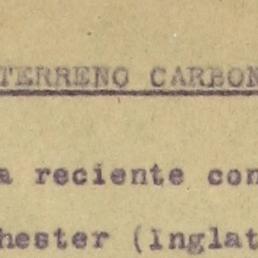 TERRENO CARBON
a reciente con
hester (Inglat